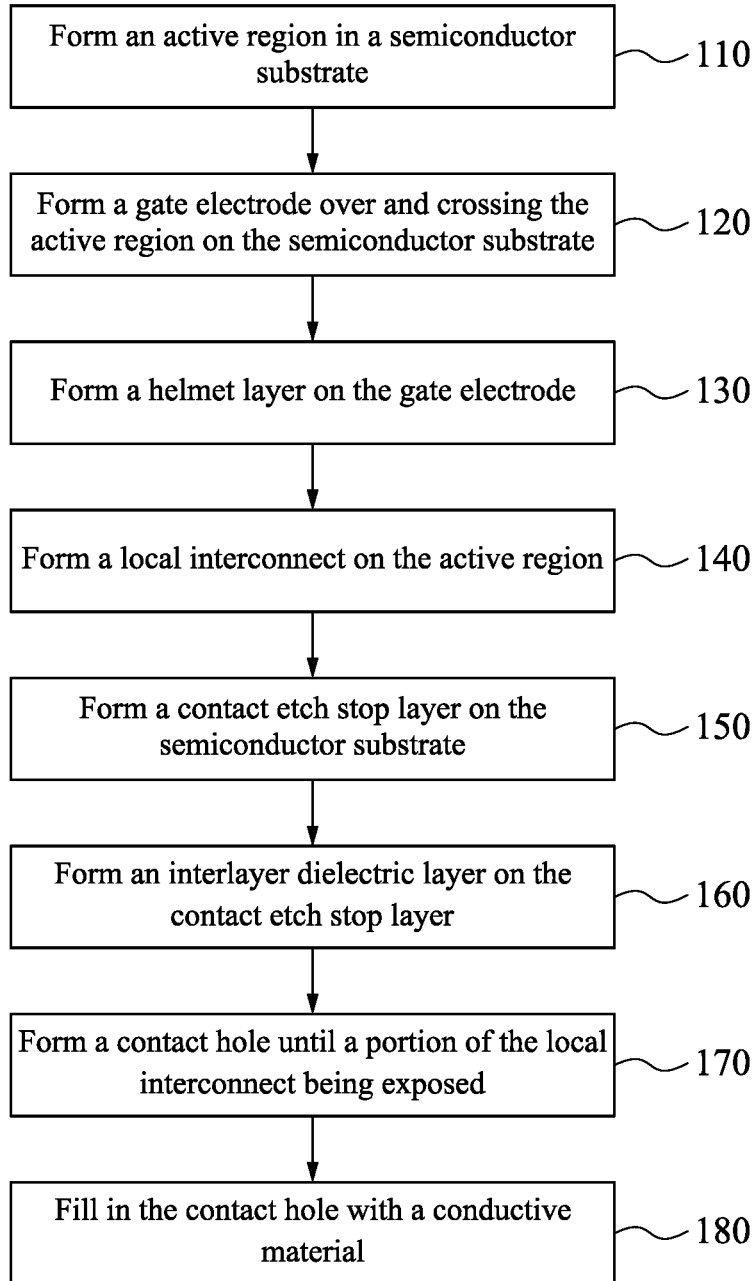 Form an active region in a semiconductor
substrate
110
Form a gate electrode over and crossing the
active region on the semiconductor substrate
120
Form a helmet layer on the gate electrode
130
Form a local interconnect on the active region
140
Form a contact etch stop layer on the
semiconductor substrate
150
Form an interlayer dielectric layer on the
contact etch stop layer
160
Form a contact hole until a portion of the local
interconnect being exposed
170
Fill in the contact hole with a conductive
material
180